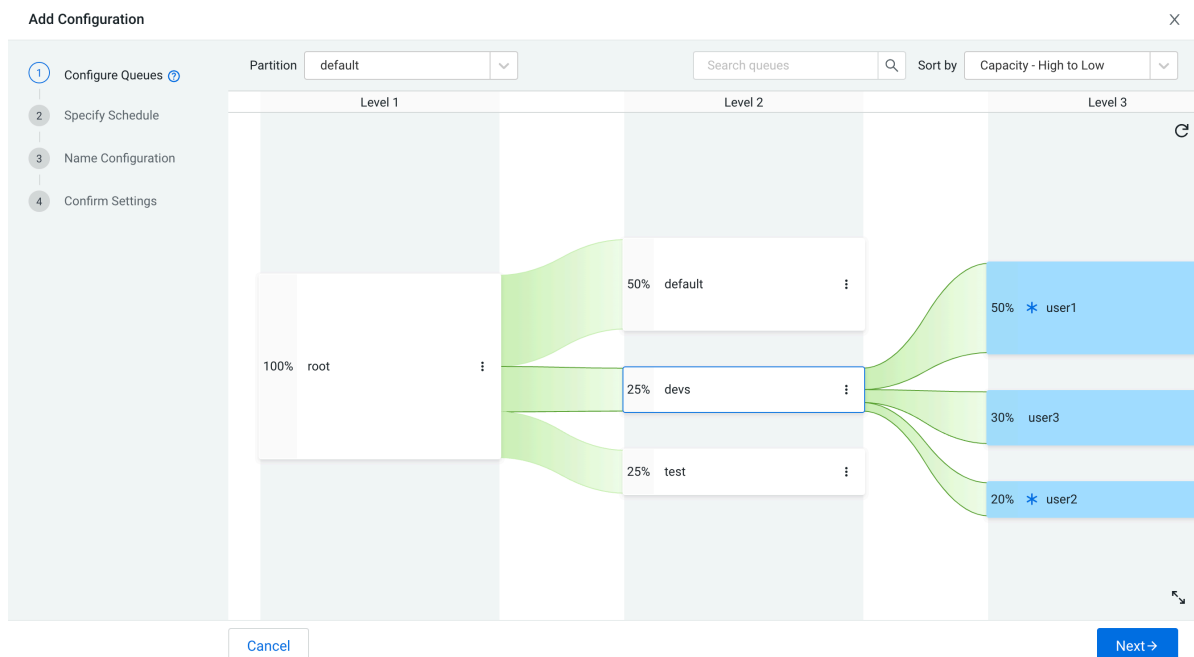 Add Configuration
1 Configure Queues ?
2 Specify Schedule
3 Name Configuration
4 Confirm Settings
Partition default Search queues Sort by Capacity - High to Low
Level 1 Level 2 Level 3
100% root
50% default
25% devs
25% test
50% user1
30% user3
20% user2
Cancel Next